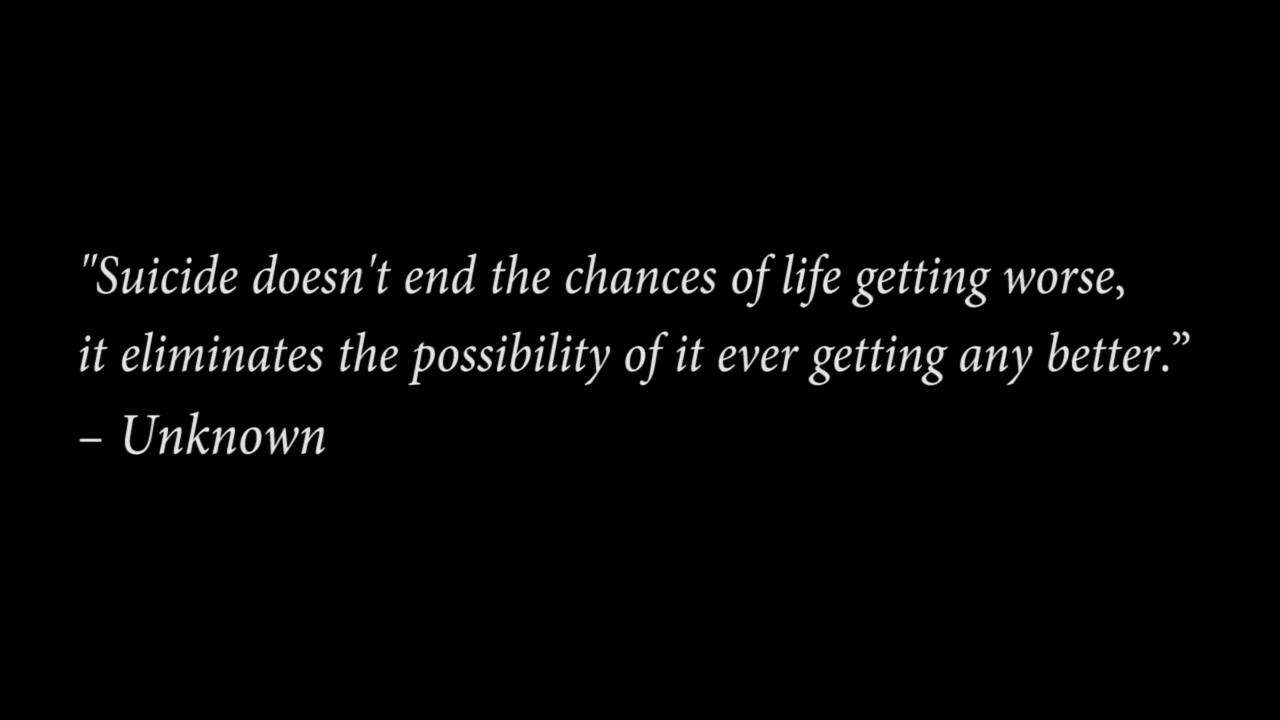 "Suicide doesn't end the chances of life getting worse,
it eliminates the possibility of it ever getting any better.”
– Unknown